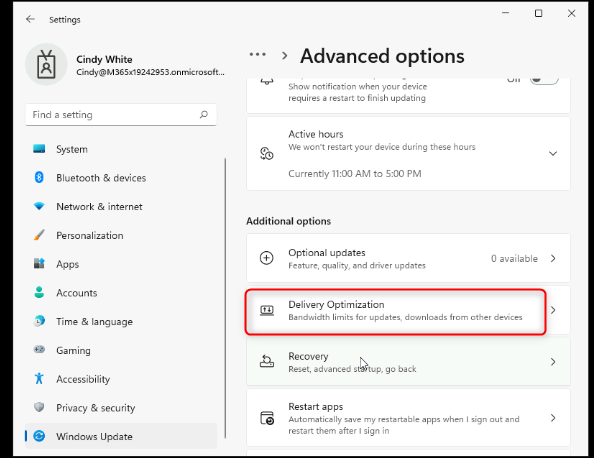 Settings
Cindy White
Cindy@M365x19242953.onmicrosoft...
Find a setting
System
Bluetooth & devices
Network & internet
Personalization
Apps
Accounts
Time & language
Gaming
Accessibility
Privacy & security
Windows Update
... > Advanced options
Show notification when your device
requires a restart to finish updating
Off
Active hours
We won't restart your device during these hours
Currently 11:00 AM to 5:00 PM
Additional options
Optional updates
Feature, quality, and driver updates
0 available
Delivery Optimization
Bandwidth limits for updates, downloads from other devices
Recovery
Reset, advanced startup, go back
Restart apps
Automatically save my restartable apps when I sign out and
restart them after I sign in